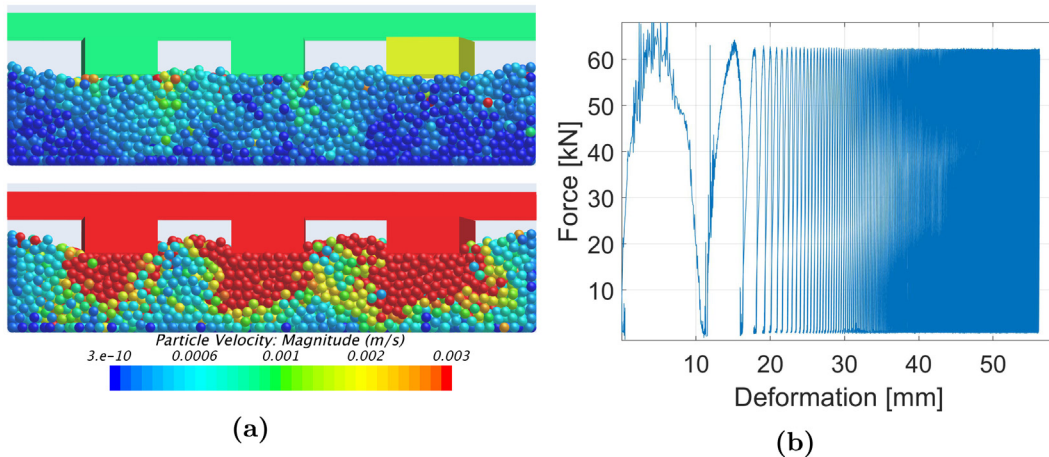 Particle Velocity: Magnitude (m/s)
3.e-10 0.0006 0.001 0.002 0.003
(a)
Force [kN]
60
50
40
30
20
10
10 20 30 40 50
Deformation [mm]
(b)